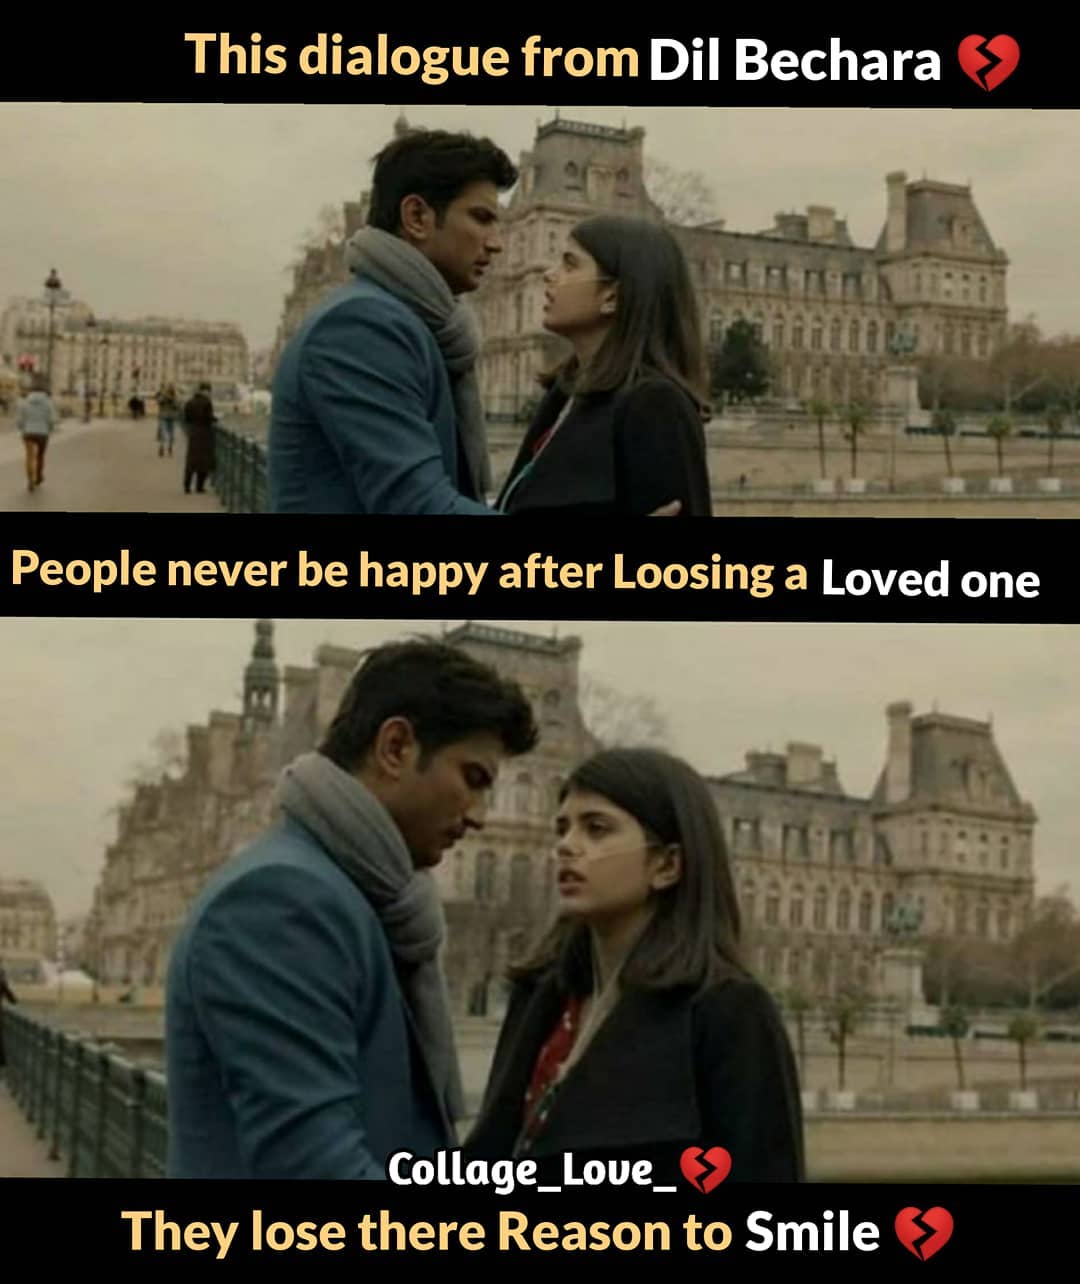 This dialogue from Dil Bechara 💔
People never be happy after Loosing a Loved one
Collage_Love_💔
They lose there Reason to Smile 💔